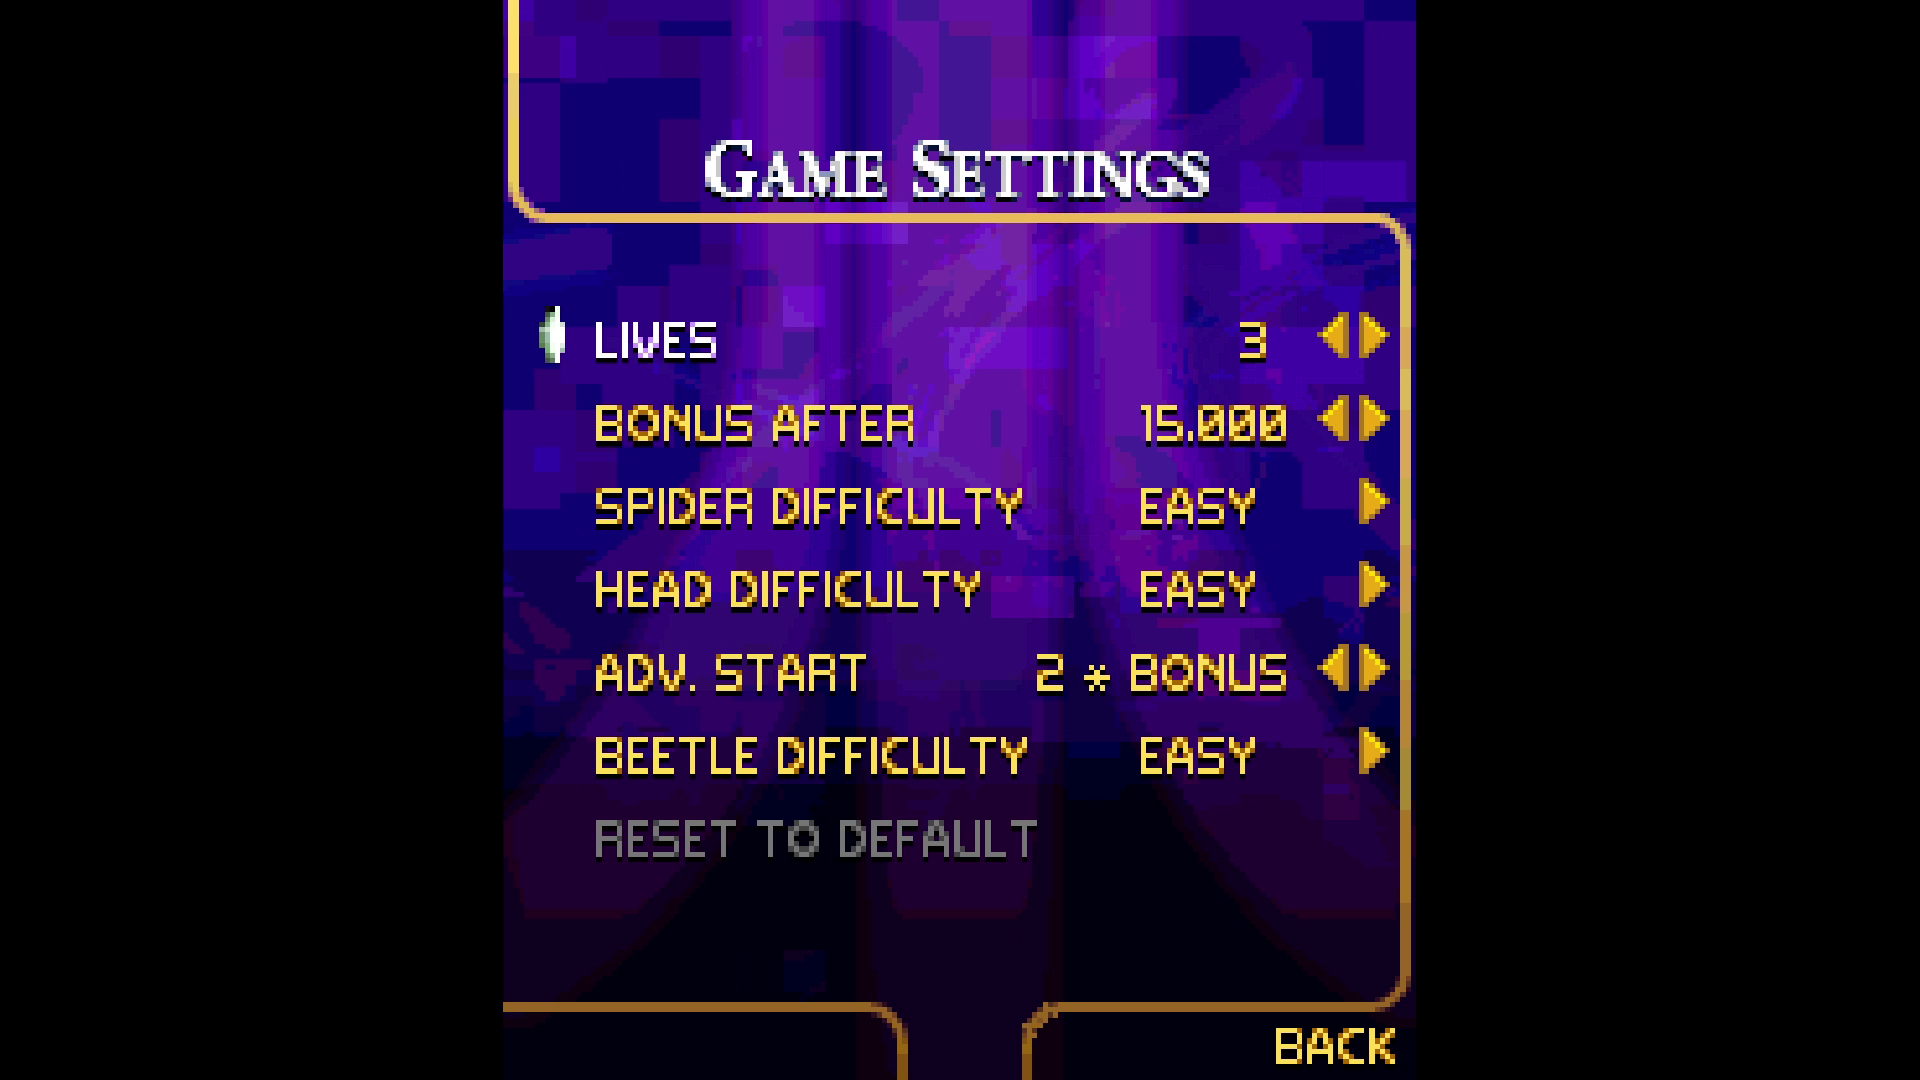 GAME SETTINGS
LIVES 3
BONUS AFTER 15.000
SPIDER DIFFICULTY EASY
HEAD DIFFICULTY EASY
ADV. START 2 * BONUS
BEETLE DIFFICULTY EASY
RESET TO DEFAULT
BACK